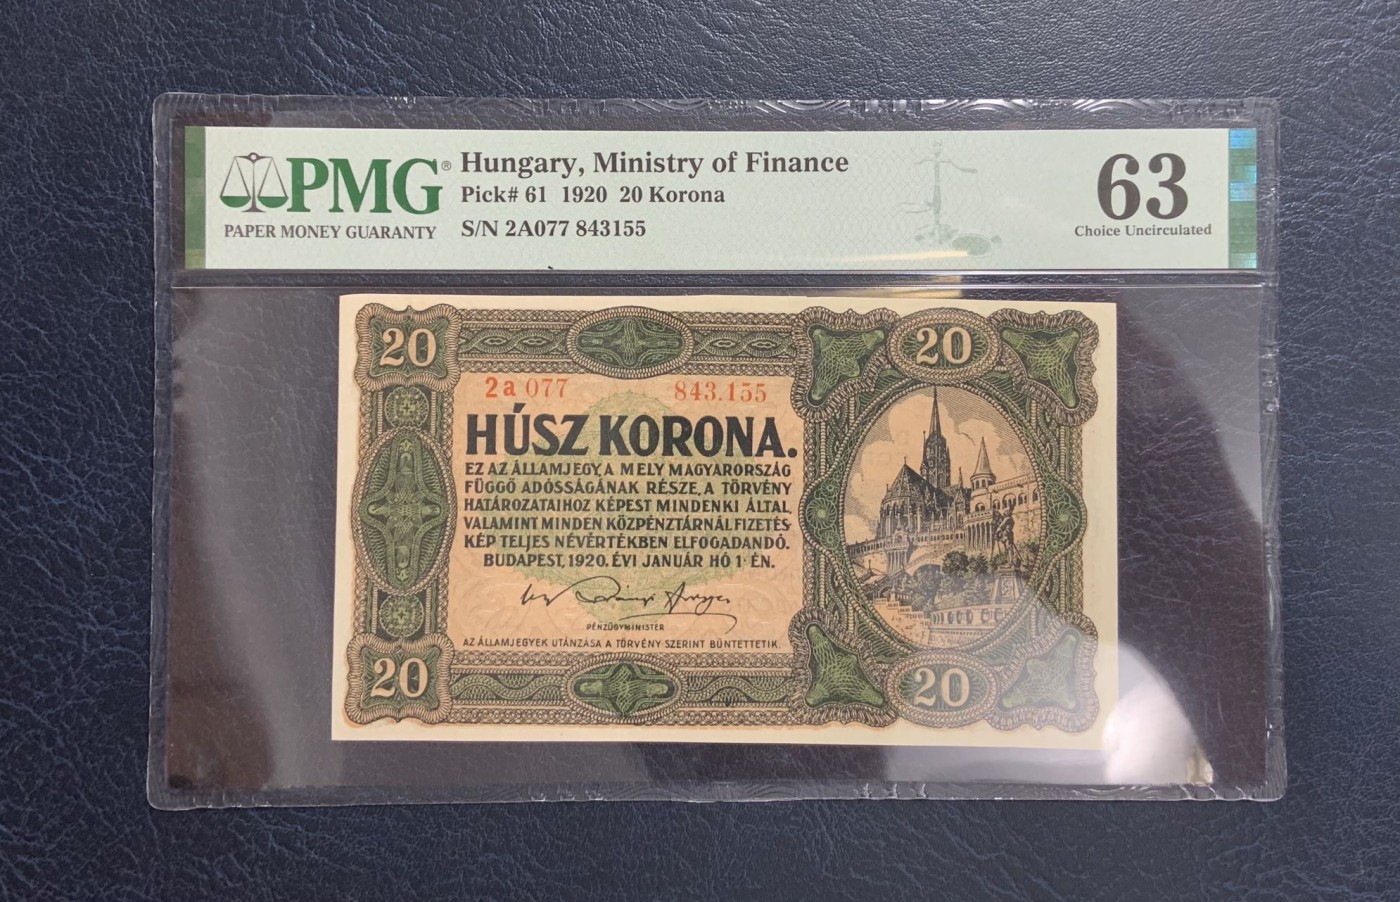 PMG®
PAPER MONEY GUARANTY
Hungary, Ministry of Finance
Pick# 61 1920 20 Korona
S/N 2A077 843155
63
Choice Uncirculated
20
20
2a 077 843.155
HÚSZ KORONA.
EZ AZ ÁLLAMJEGY, A MELY MAGYARORSZÁG
FÜGGŐ ADÓSSÁGÁNAK RÉSZE, A TÖRVÉNY
HATÁROZATAIHOZ KÉPEST MINDENKI ÁLTAL,
VALAMINT MINDEN KÖZPÉNZTÁRNÁL FIZETÉS-
KÉP TELJES NÉVÉRTÉKBEN ELFOGADANDÓ.
BUDAPEST, 1920. ÉVI JANUÁR HÓ 1-ÉN.
PÉNZÜGYMINISTER
AZ ÁLLAMJEGYEK UTÁNZÁSA A TÖRVÉNY SZERINT BÜNTETTETIK.
20
20